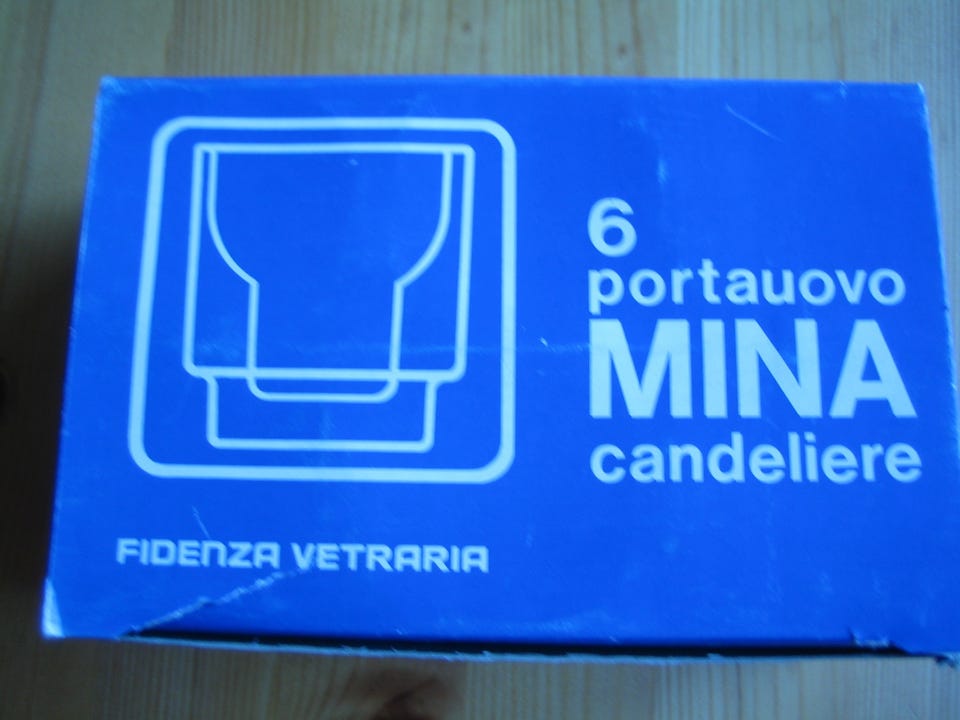 6
portauovo
MINA
candeliere
FIDENZA VETRARIA